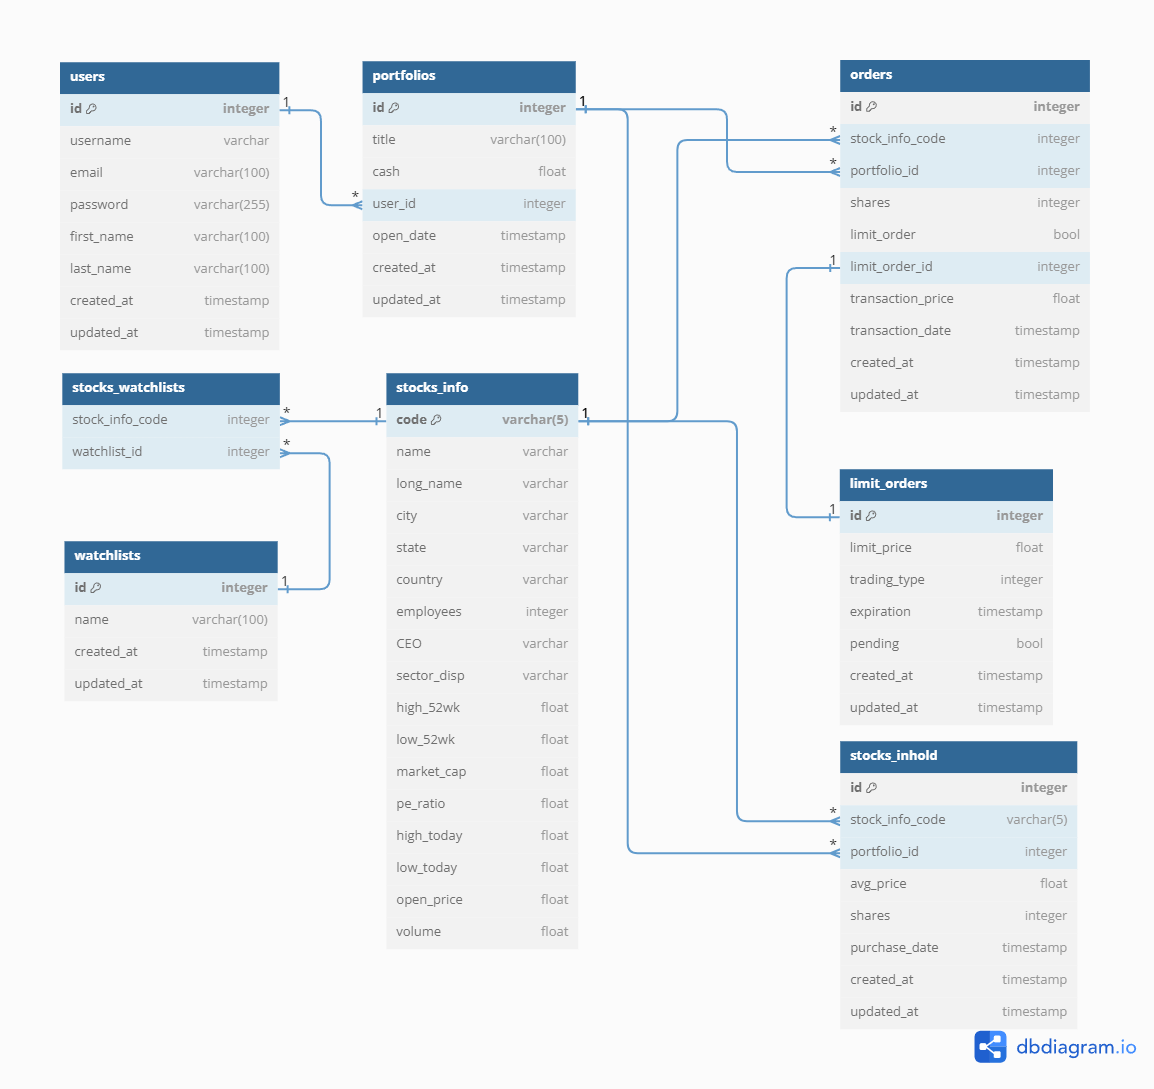 users
id integer
username varchar
email varchar(100)
password varchar(255)
first_name varchar(100)
last_name varchar(100)
created_at timestamp
updated_at timestamp
1
*
portfolios
id integer
title varchar(100)
cash float
user_id integer
open_date timestamp
created_at timestamp
updated_at timestamp
1
*
*
orders
id integer
stock_info_code integer
portfolio_id integer
shares integer
limit_order bool
limit_order_id integer
transaction_price float
transaction_date timestamp
created_at timestamp
updated_at timestamp
1
stocks_watchlists
stock_info_code integer
watchlist_id integer
*
*
1
stocks_info
code varchar(5)
name varchar
long_name varchar
city varchar
state varchar
country varchar
employees integer
CEO varchar
sector_disp varchar
high_52wk float
low_52wk float
market_cap float
pe_ratio float
high_today float
low_today float
open_price float
volume float
1
watchlists
id integer
name varchar(100)
created_at timestamp
updated_at timestamp
1
limit_orders
id integer
limit_price float
trading_type integer
expiration timestamp
pending bool
created_at timestamp
updated_at timestamp
1
stocks_inhold
id integer
stock_info_code varchar(5)
portfolio_id integer
avg_price float
shares integer
purchase_date timestamp
created_at timestamp
updated_at timestamp
*
*
dbdiagram.io